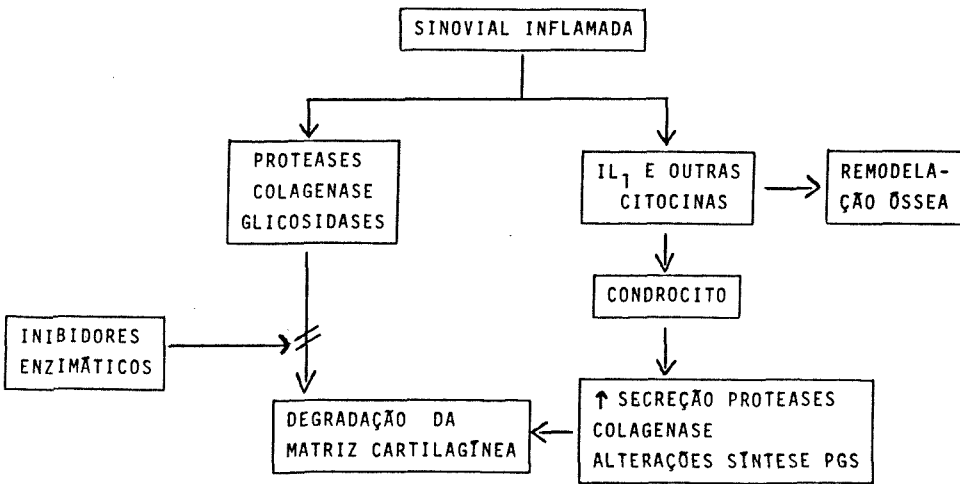 SINOVIAL INFLAMADA
PROTEASES
COLAGENASE
GLICOSIDASES
IL1 E OUTRAS
CITOCINAS
REMODELA-
ÇÃO ÓSSEA
CONDROCITO
INIBIDORES
ENZIMÁTICOS
DEGRADAÇÃO DA
MATRIZ CARTILAGÍNEA
↑ SECREÇÃO PROTEASES
COLAGENASE
ALTERAÇÕES SÍNTESE PGS